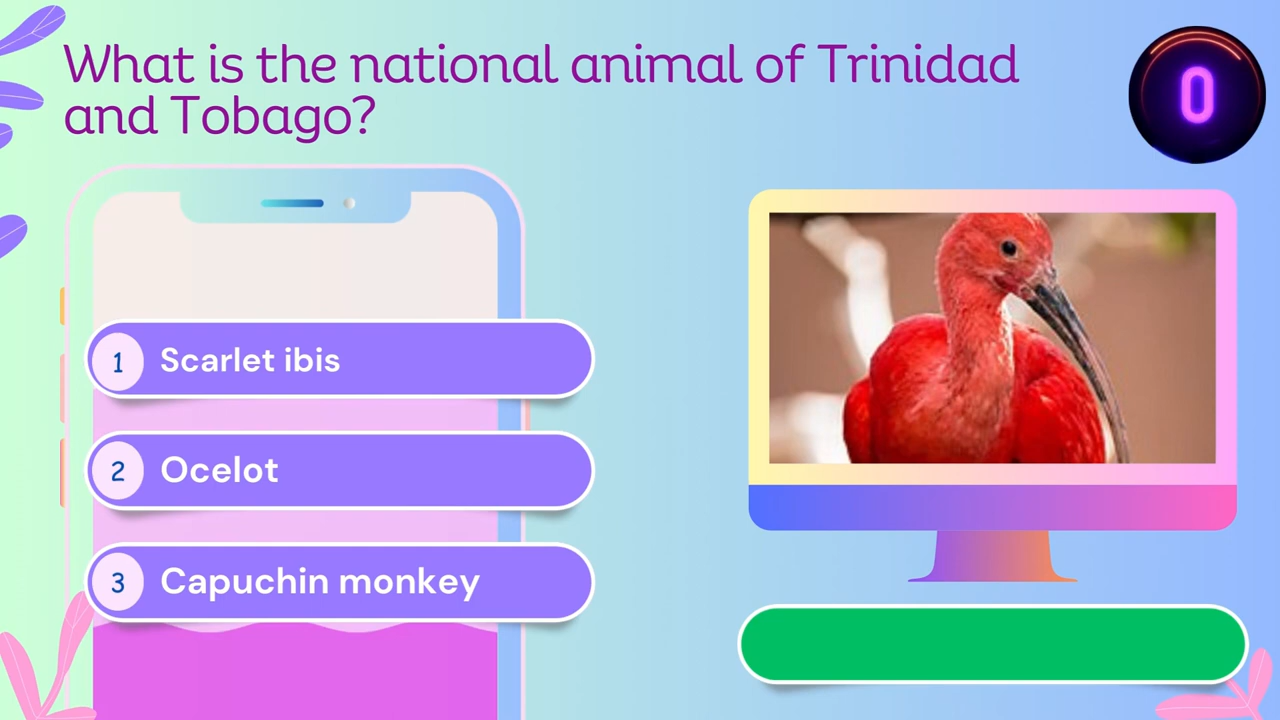 What is the national animal of Trinidad
and Tobago?
0
1 Scarlet ibis
2 Ocelot
3 Capuchin monkey